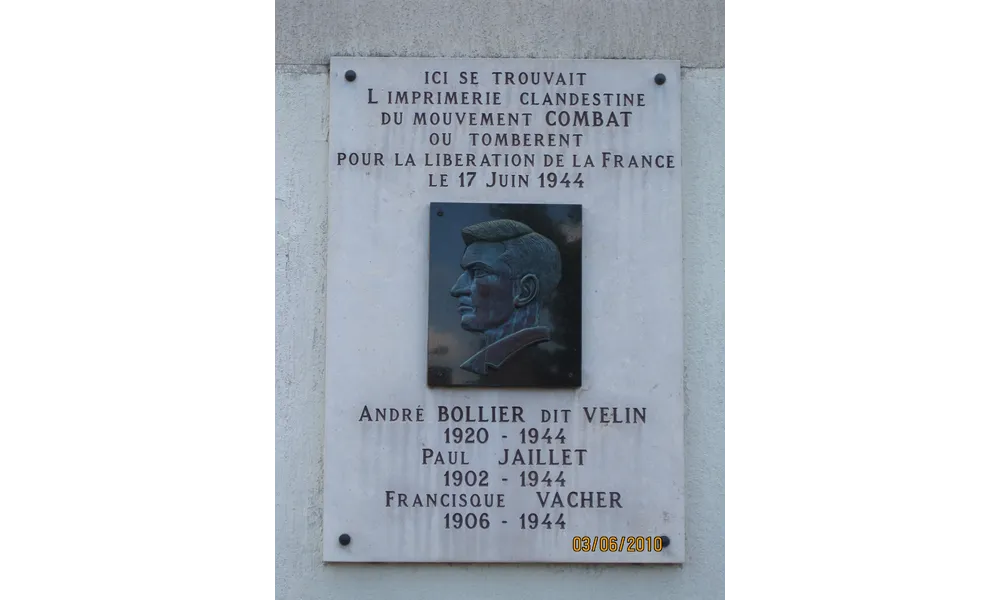 ICI SE TROUVAIT
L IMPRIMERIE CLANDESTINE
DU MOUVEMENT COMBAT
OU TOMBERENT
POUR LA LIBERATION DE LA FRANCE
LE 17 JUIN 1944
ANDRÉ BOLLIER DIT VELIN
1920 - 1944
PAUL JAILLET
1902 - 1944
FRANCISQUE VACHER
1906 - 1944
03/06/2010